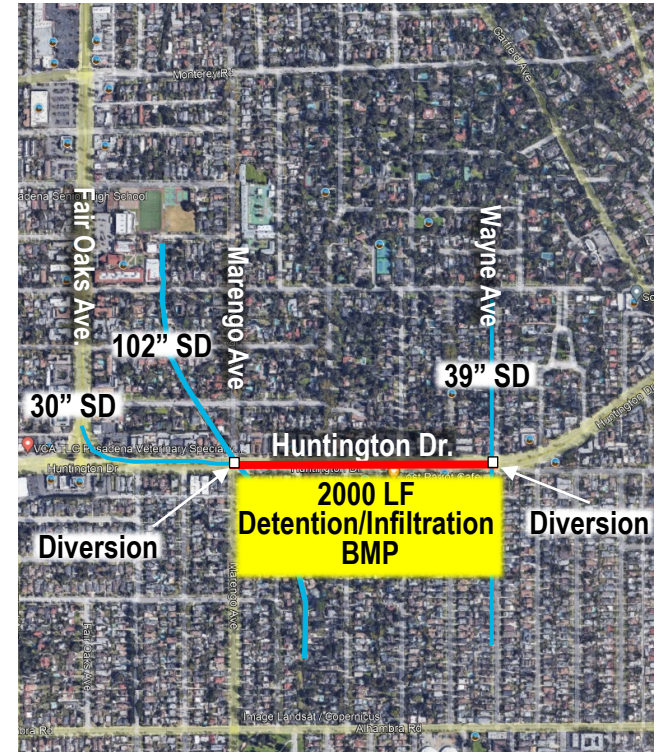 Monterey Rd
Garfield Ave
Pasadena Senior High School
Fair Oaks Ave.
Marengo Ave
Wayne Ave
102” SD
39” SD
30” SD
Huntington Dr.
Huntington Dr
Huntington Dr
2000 LF
Detention/Infiltration
BMP
Diversion
Diversion
Marengo Ave
Fair Oaks Ave
Image Landsat / Copernicus
Alhambra Rd